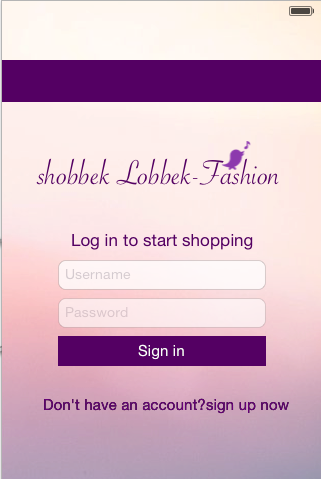 shobbek Lobbek-Fashion
Log in to start shopping
Username
Password
Sign in
Don't have an account?sign up now